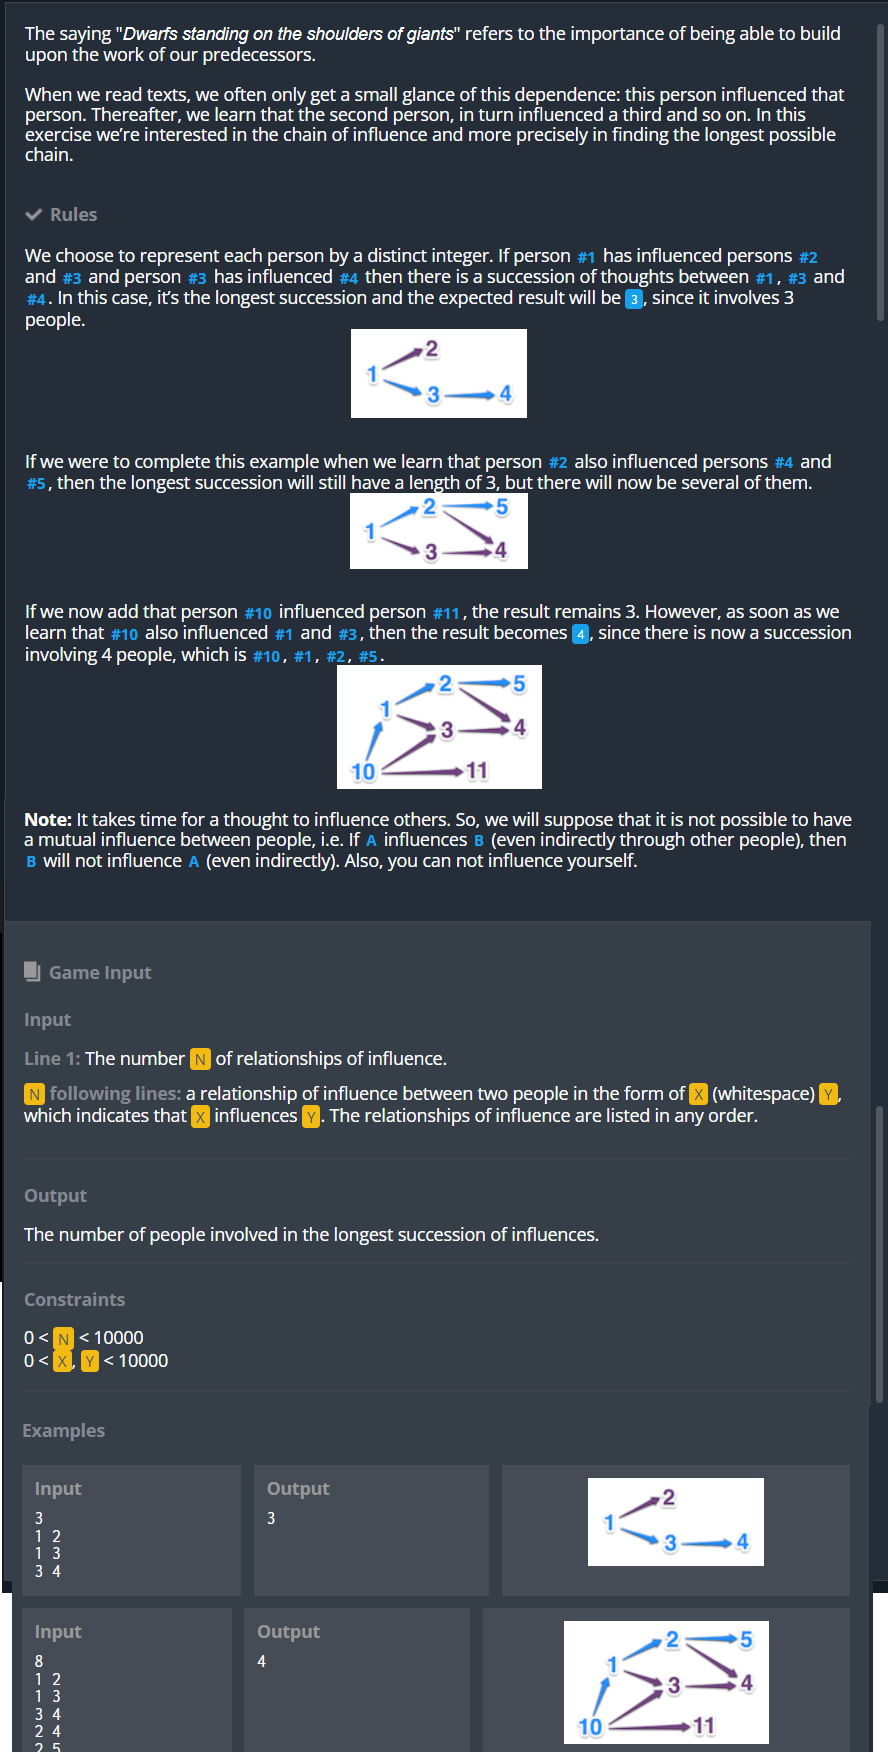 The saying "Dwarfs standing on the shoulders of giants" refers to the importance of being able to build
upon the work of our predecessors.
When we read texts, we often only get a small glance of this dependence: this person influenced that
person. Thereafter, we learn that the second person, in turn influenced a third and so on. In this
exercise we’re interested in the chain of influence and more precisely in finding the longest possible
chain.
Rules
We choose to represent each person by a distinct integer. If person #1 has influenced persons #2
and #3 and person #3 has influenced #4 then there is a succession of thoughts between #1, #3 and
#4. In this case, it’s the longest succession and the expected result will be 3, since it involves 3
people.
2
1
3
4
If we were to complete this example when we learn that person #2 also influenced persons #4 and
#5, then the longest succession will still have a length of 3, but there will now be several of them.
2
5
1
3
4
If we now add that person #10 influenced person #11, the result remains 3. However, as soon as we
learn that #10 also influenced #1 and #3, then the result becomes 4, since there is now a succession
involving 4 people, which is #10, #1, #2, #5.
2
5
1
3
4
10
11
Note: It takes time for a thought to influence others. So, we will suppose that it is not possible to have
a mutual influence between people, i.e. If A influences B (even indirectly through other people), then
B will not influence A (even indirectly). Also, you can not influence yourself.
Game Input
Input
Line 1: The number N of relationships of influence.
N following lines: a relationship of influence between two people in the form of X (whitespace) Y,
which indicates that X influences Y. The relationships of influence are listed in any order.
Output
The number of people involved in the longest succession of influences.
Constraints
0 < N < 10000
0 < X, Y < 10000
Examples
Input
3
1 2
1 3
3 4
Output
3
2
1
3
4
Input
8
1 2
1 3
3 4
2 4
2 5
Output
4
2
5
1
3
4
10
11